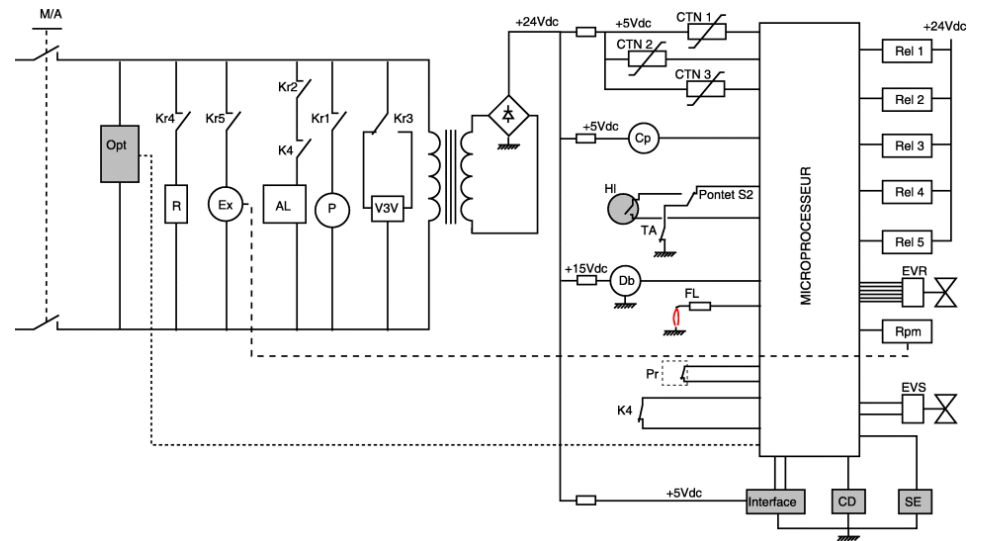 M/A
+24Vdc
+5Vdc
CTN 1
CTN 2
CTN 3
+24Vdc
Rel 1
Rel 2
Rel 3
Rel 4
Rel 5
Kr2
Kr4
Kr5
Kr1
Kr3
K4
Opt
R
Ex
AL
P
V3V
+5Vdc
Cp
HI
Pontet S2
TA
MICROPROCESSEUR
+15Vdc
Db
FL
EVR
Rpm
Pr
K4
EVS
+5Vdc
Interface
CD
SE